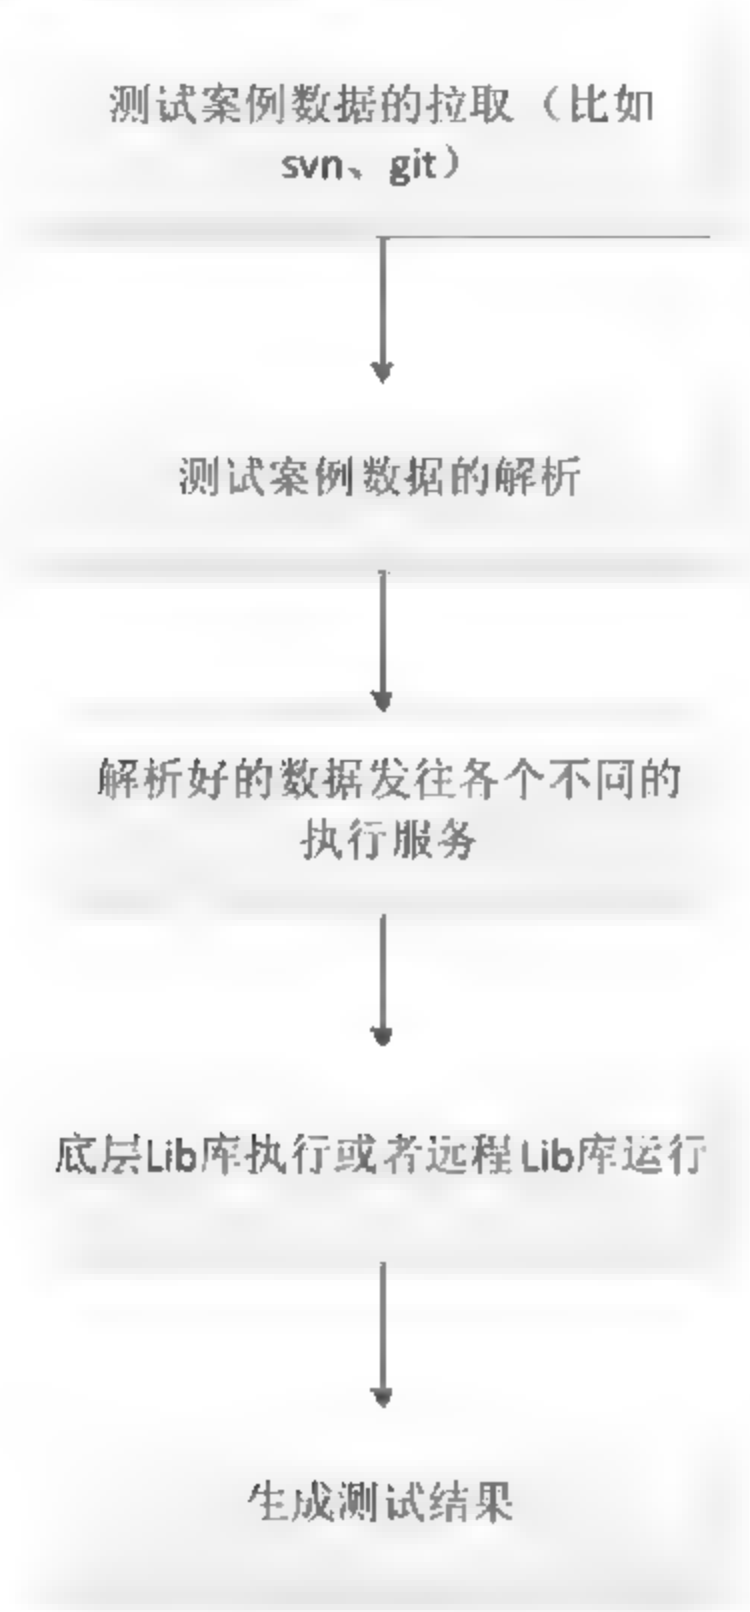 测试案例数据的拉取（比如
svn、git）
测试案例数据的解析
解析好的数据发往各个不同的
执行服务
底层Lib库执行或者远程Lib库运行
生成测试结果